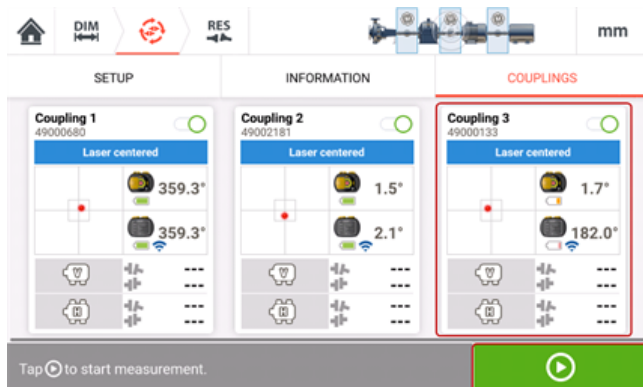 DIM
RES
mm
SETUP
INFORMATION
COUPLINGS
Coupling 1
49000680
Laser centered
359.3°
359.3°
V
---
---
H
---
---
Coupling 2
49002181
Laser centered
1.5°
2.1°
V
---
---
H
---
---
Coupling 3
49000133
Laser centered
1.7°
182.0°
V
---
---
H
---
---
Tap to start measurement.